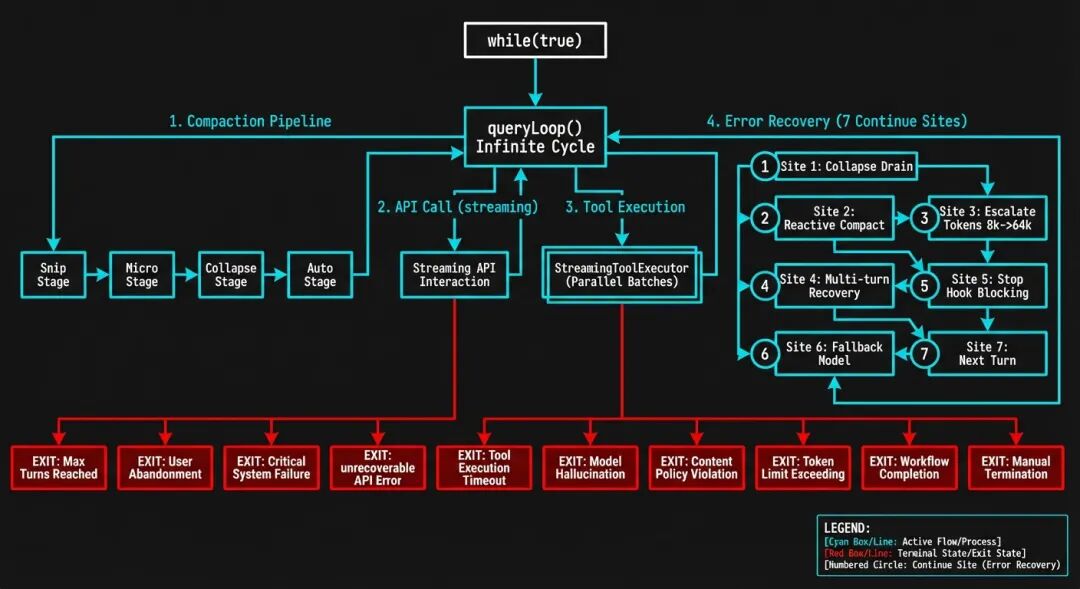 while(true)
queryLoop()
Infinite Cycle
1. Compaction Pipeline
4. Error Recovery (7 Continue Sites)
2. API Call (streaming)
3. Tool Execution
Snip
Stage
Micro
Stage
Collapse
Stage
Auto
Stage
Streaming API
Interaction
StreamingToolExecutor
(Parallel Batches)
1
Site 1: Collapse Drain
2
Site 2:
Reactive Compact
3
Site 3: Escalate
Tokens 8k->64k
4
Site 4: Multi-turn
Recovery
5
Site 5: Stop
Hook Blocking
6
Site 6: Fallback
Model
7
Site 7:
Next Turn
EXIT: Max
Turns Reached
EXIT: User
Abandonment
EXIT: Critical
System Failure
EXIT:
unrecoverable
API Error
EXIT: Tool
Execution
Timeout
EXIT: Model
Hallucination
EXIT: Content
Policy Violation
EXIT: Token
Limit Exceeding
EXIT: Workflow
Completion
EXIT: Manual
Termination
LEGEND:
[Cyan Box/Line: Active Flow/Process]
[Red Box/Line: Terminal State/Exit State]
[Numbered Circle: Continue Site (Error Recovery)